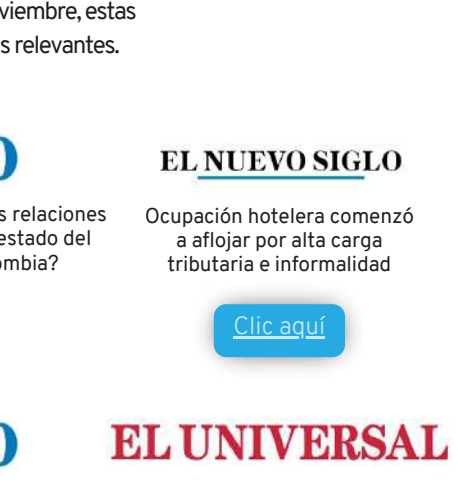 viembre, estas
s relevantes.
O
EL NUEVO SIGLO
s relaciones
estado del
ombia?
Ocupación hotelera comenzó
a aflojar por alta carga
tributaria e informalidad
Clic aquí
O
EL UNIVERSAL